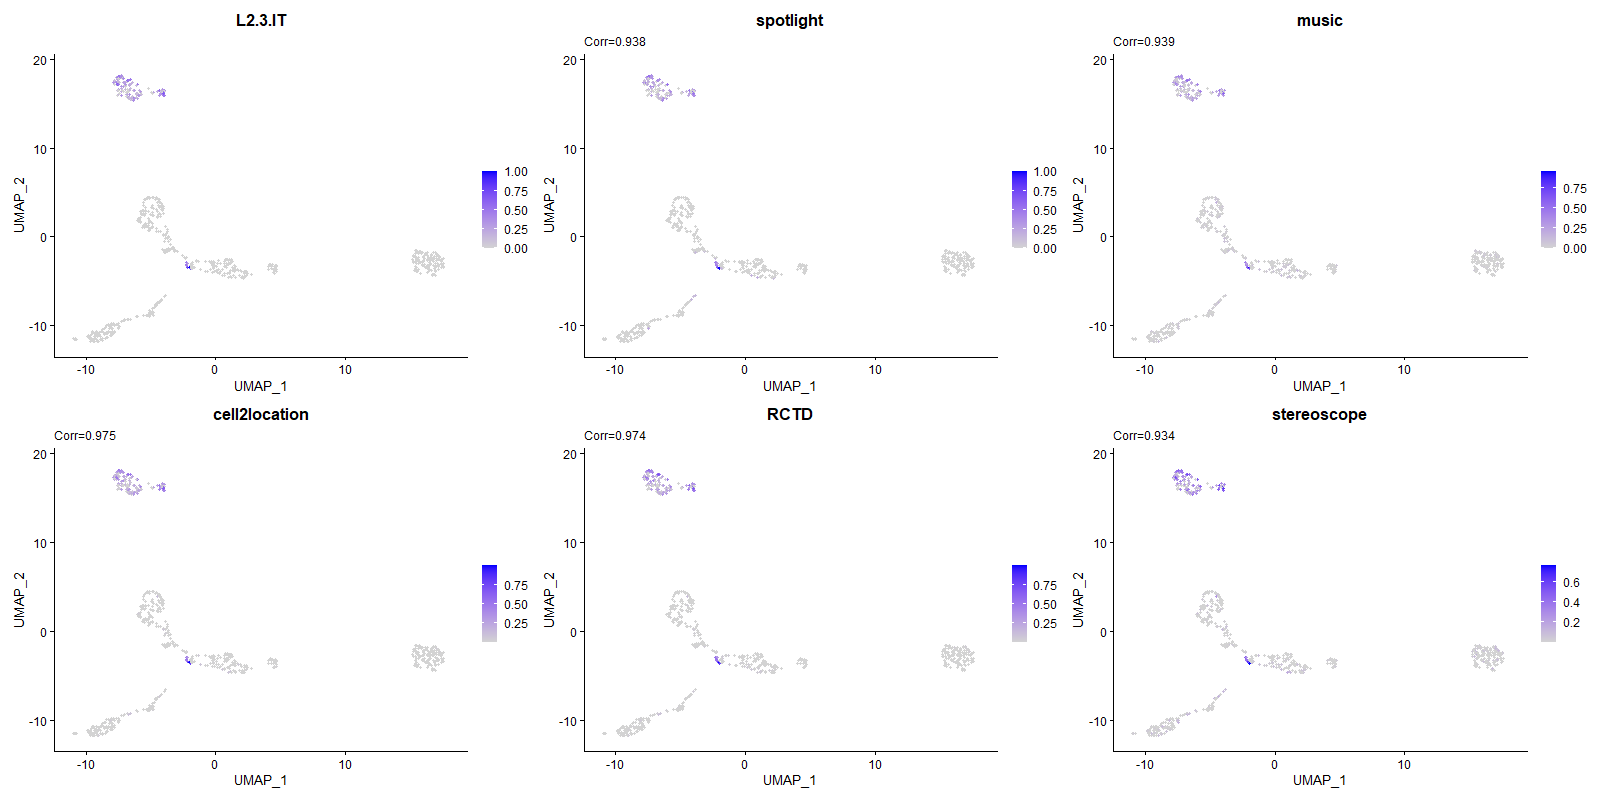 L2.3.IT
UMAP_2
20
10
0
-10
-10
0
10
UMAP_1
1.00
0.75
0.50
0.25
0.00
spotlight
Corr=0.938
UMAP_2
20
10
0
-10
-10
0
10
UMAP_1
1.00
0.75
0.50
0.25
0.00
music
Corr=0.939
UMAP_2
20
10
0
-10
-10
0
10
UMAP_1
0.75
0.50
0.25
0.00
cell2location
Corr=0.975
UMAP_2
20
10
0
-10
-10
0
10
UMAP_1
0.75
0.50
0.25
RCTD
Corr=0.974
UMAP_2
20
10
0
-10
-10
0
10
UMAP_1
0.75
0.50
0.25
stereoscope
Corr=0.934
UMAP_2
20
10
0
-10
-10
0
10
UMAP_1
0.6
0.4
0.2